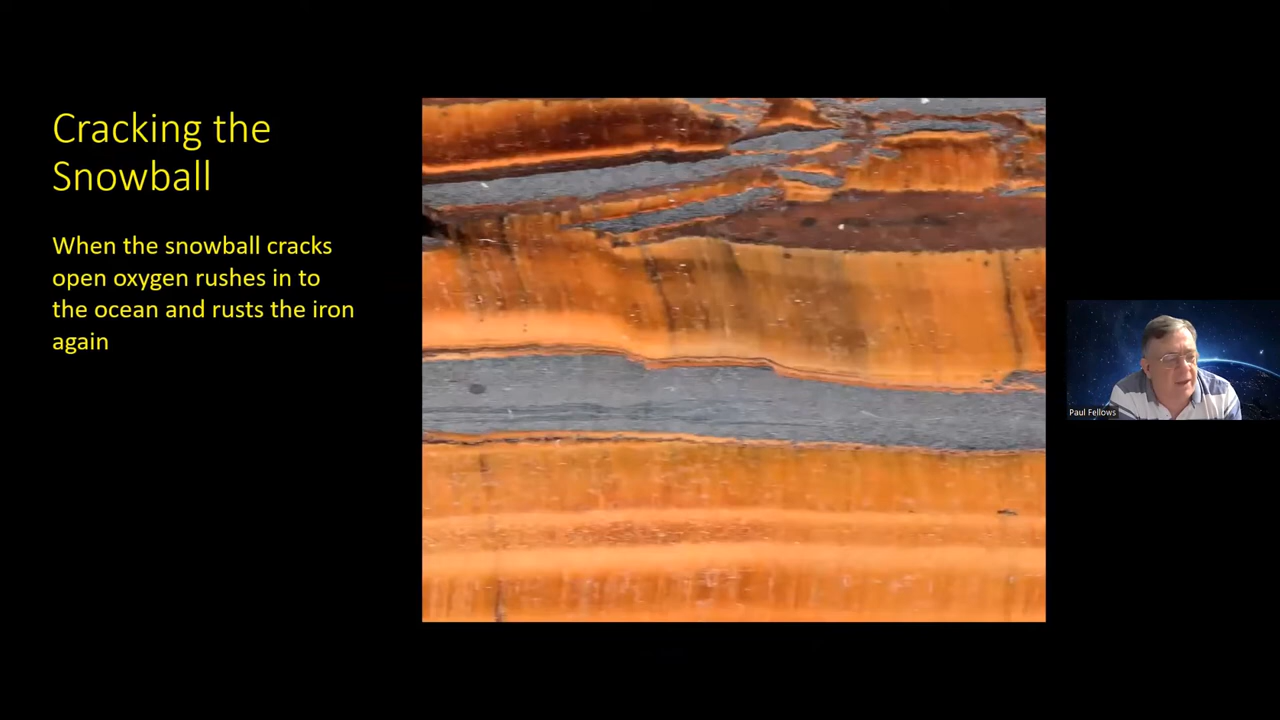 Cracking the
Snowball
When the snowball cracks
open oxygen rushes in to
the ocean and rusts the iron
again
Paul Fellows